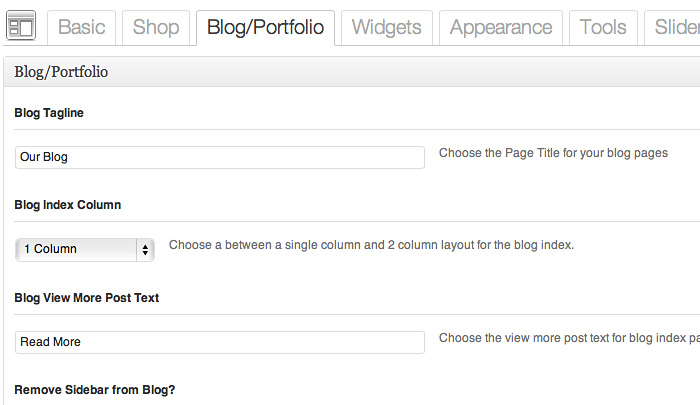 Basic Shop Blog/Portfolio Widgets Appearance Tools Slider
Blog/Portfolio
Blog Tagline
Our Blog Choose the Page Title for your blog pages
Blog Index Column
1 Column Choose a between a single column and 2 column layout for the blog index.
Blog View More Post Text
Read More Choose the view more post text for blog index
Remove Sidebar from Blog?